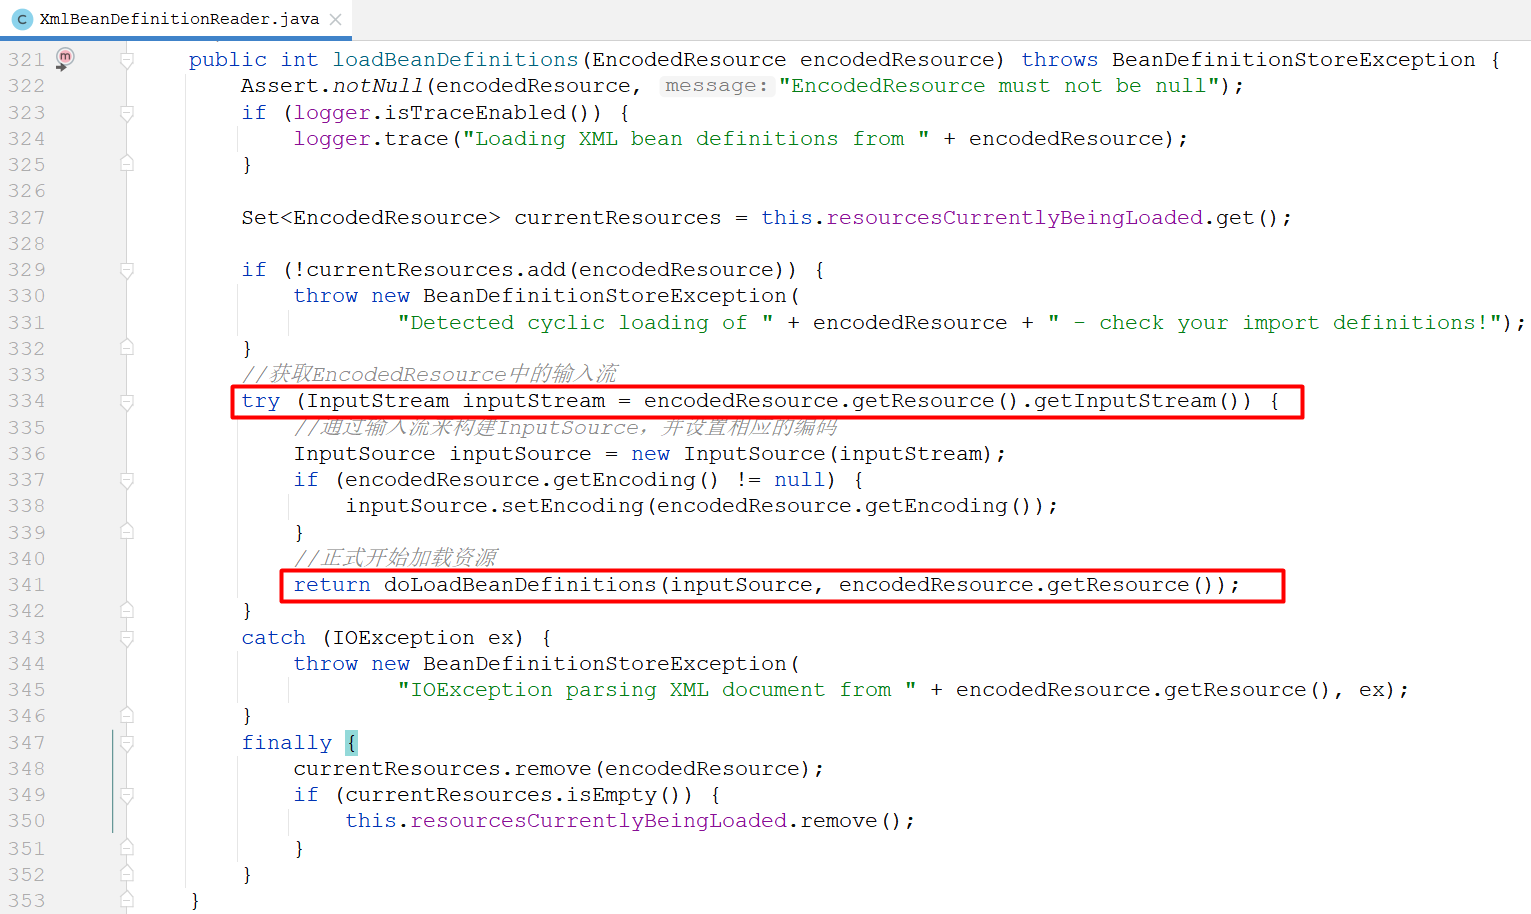 C XmlBeanDefinitionReader.java ×
321 m public int loadBeanDefinitions(EncodedResource encodedResource) throws BeanDefinitionStoreException {
322 Assert.notNull(encodedResource, message: "EncodedResource must not be null");
323 if (logger.isTraceEnabled()) {
324 logger.trace("Loading XML bean definitions from " + encodedResource);
325 }
326
327 Set<EncodedResource> currentResources = this.resourcesCurrentlyBeingLoaded.get();
328
329 if (!currentResources.add(encodedResource)) {
330 throw new BeanDefinitionStoreException(
331 "Detected cyclic loading of " + encodedResource + " - check your import definitions!");
332 }
333 //获取EncodedResource中的输入流
334 try (InputStream inputStream = encodedResource.getResource().getInputStream()) {
335 //通过输入流来构建InputSource，并设置相应的编码
336 InputSource inputSource = new InputSource(inputStream);
337 if (encodedResource.getEncoding() != null) {
338 inputSource.setEncoding(encodedResource.getEncoding());
339 }
340 //正式开始加载资源
341 return doLoadBeanDefinitions(inputSource, encodedResource.getResource());
342 }
343 catch (IOException ex) {
344 throw new BeanDefinitionStoreException(
345 "IOException parsing XML document from " + encodedResource.getResource(), ex);
346 }
347 finally {
348 currentResources.remove(encodedResource);
349 if (currentResources.isEmpty()) {
350 this.resourcesCurrentlyBeingLoaded.remove();
351 }
352 }
353 }